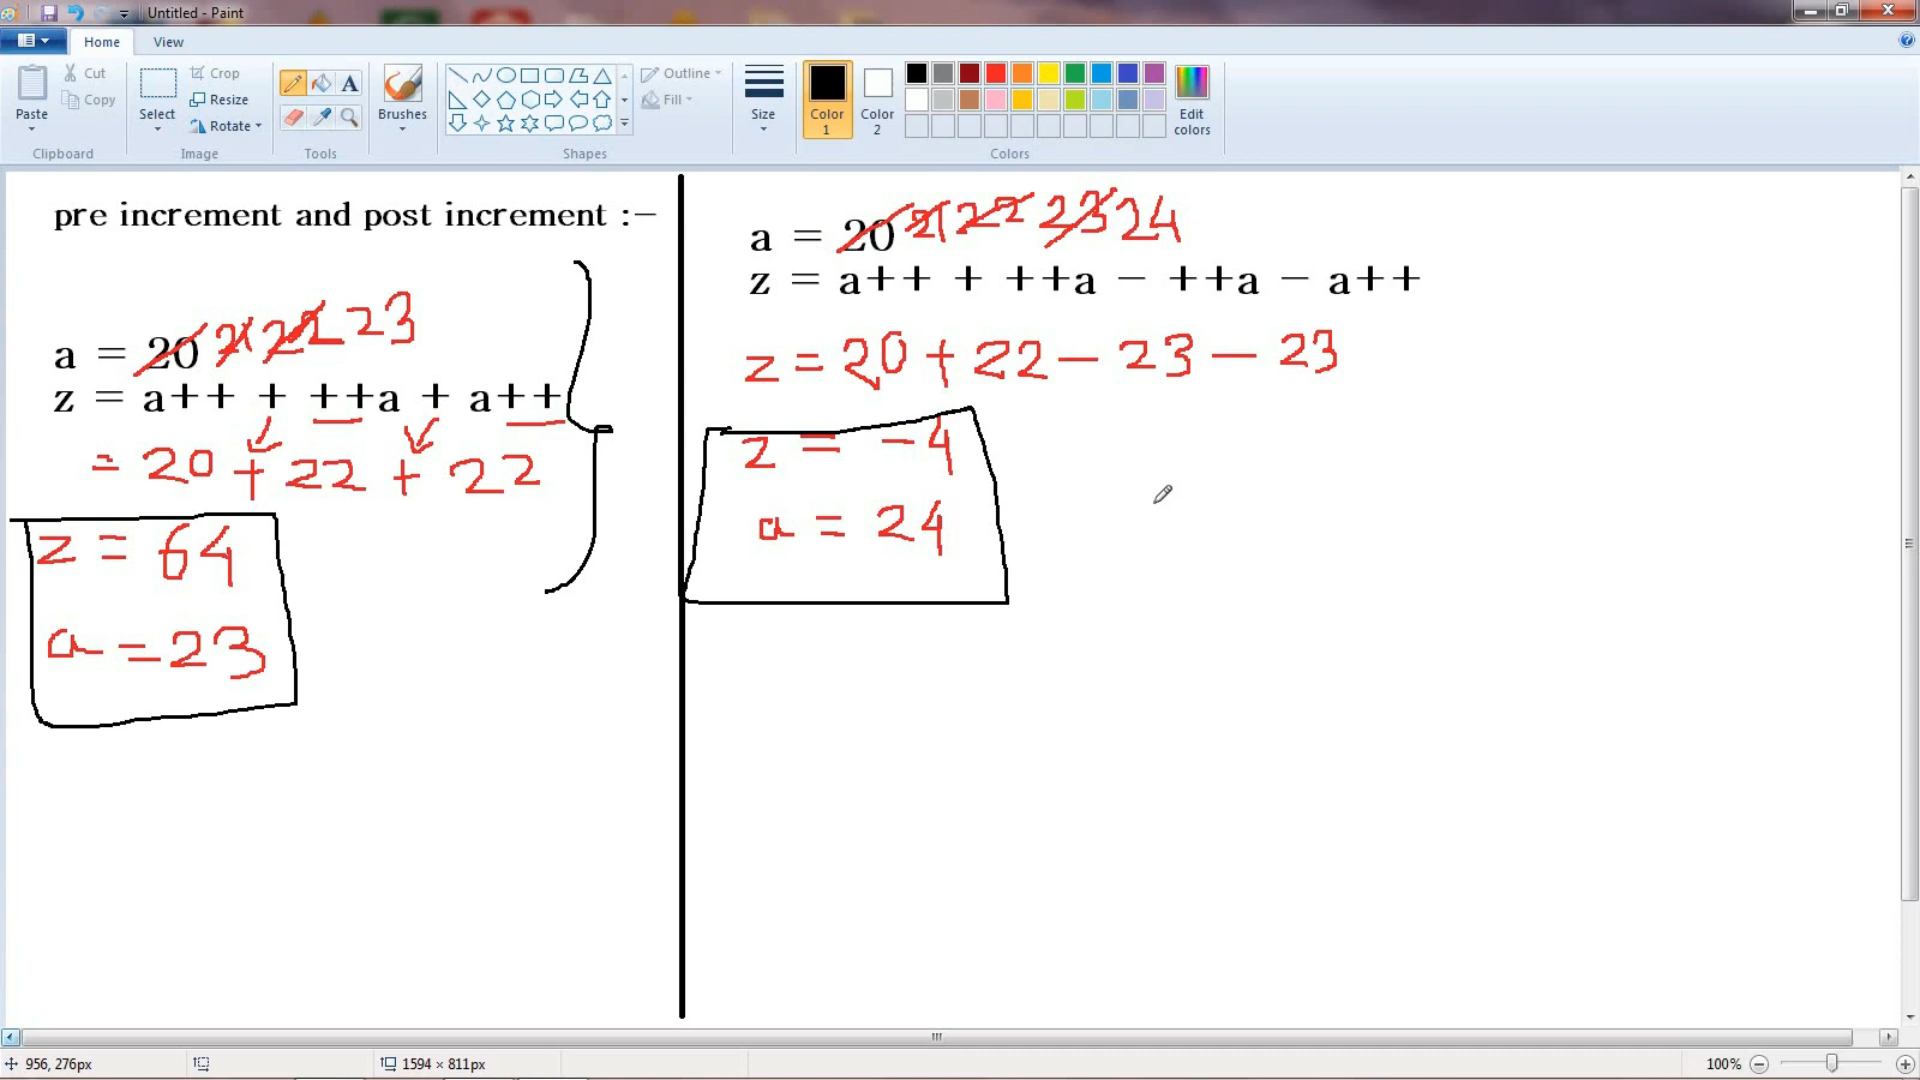 Untitled - Paint
Home View
Paste
Cut
Copy
Clipboard
Select
Crop
Resize
Rotate
Image
A
Tools
Brushes
Shapes
Outline
Fill
Size
Color 1
Color 2
Edit colors
Colors
pre increment and post increment :-
21 22 23
a = 20
z = a++ + ++a + a++
= 20 + 22 + 22
z = 64
a = 23
21 22 23 24
a = 20
z = a++ + ++a - ++a - a++
z = 20 + 22 - 23 - 23
z = -4
a = 24
956, 276px
1594 × 811px
100%